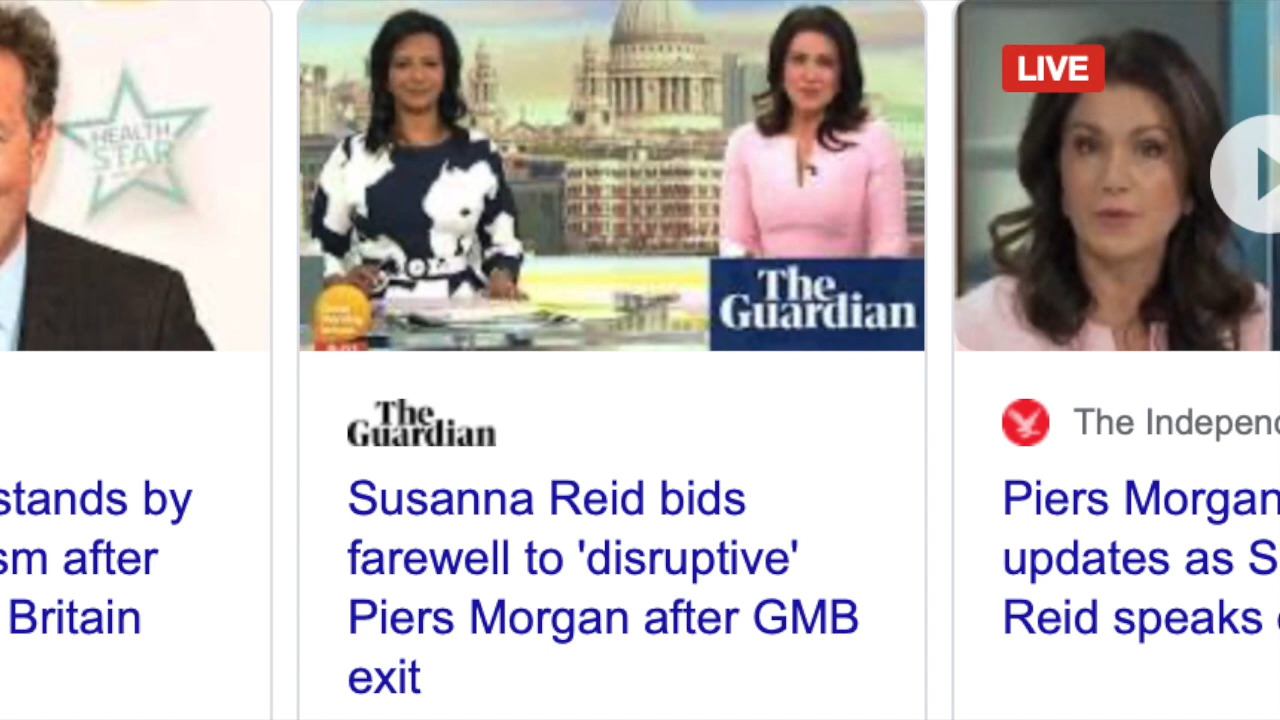 HEALTH
STAR
The
Guardian
LIVE
stands by
sm after
Britain
The
Guardian
Susanna Reid bids
farewell to 'disruptive'
Piers Morgan after GMB
exit
The Independ
Piers Morgan
updates as S
Reid speaks